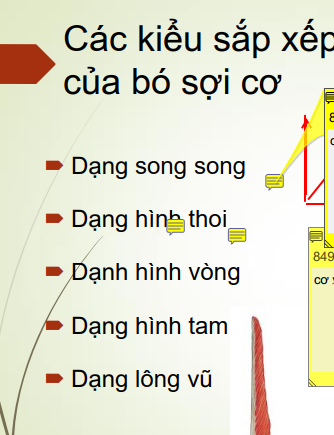 Các kiểu sắp xếp
của bó sợi cơ
Dạng song song
Dạng hình thoi
Dạnh hình vòng
Dạng hình tam
Dạng lông vũ
849
cơ